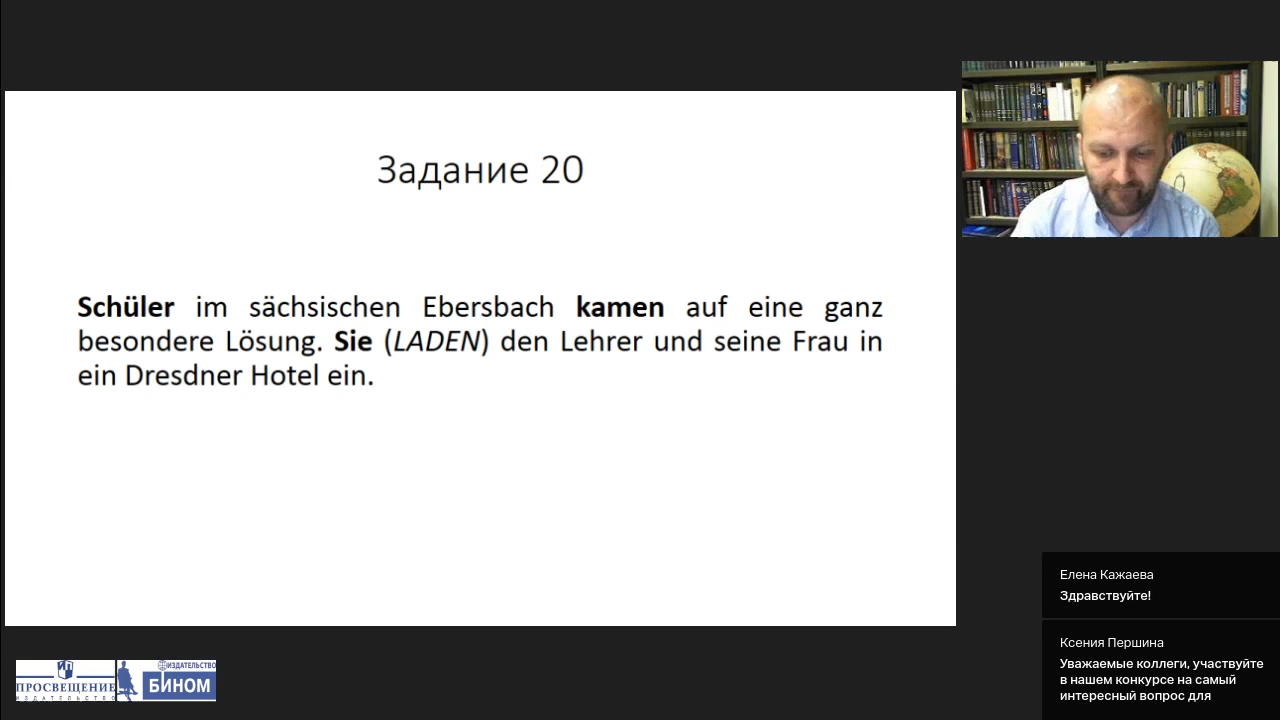 Задание 20
Schüler im sächsischen Ebersbach kamen auf eine ganz
besondere Lösung. Sie (LADEN) den Lehrer und seine Frau in
ein Dresdner Hotel ein.
Елена Кажаева
Здравствуйте!
Ксения Першина
Уважаемые коллеги, участвуйте
в нашем конкурсе на самый
интересный вопрос для
ПРОСВЕЩЕНИЕ
ИЗДАТЕЛЬСТВО
ИЗДАТЕЛЬСТВО
БИНОМ